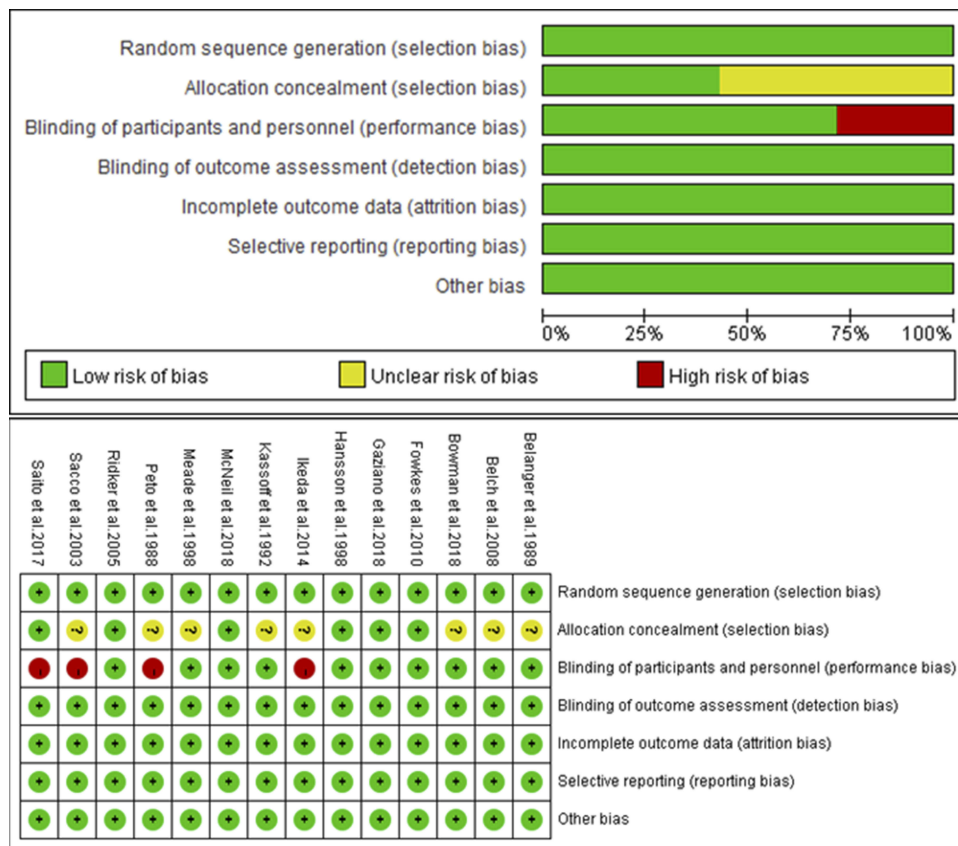 Random sequence generation (selection bias)
Allocation concealment (selection bias)
Blinding of participants and personnel (performance bias)
Blinding of outcome assessment (detection bias)
Incomplete outcome data (attrition bias)
Selective reporting (reporting bias)
Other bias
0% 25% 50% 75% 100%
Low risk of bias Unclear risk of bias High risk of bias
Saito et al.2017
Sacco et al.2003
Ridker et al.2005
Peto et al.1988
Meade et al.1998
McNeil et al.2018
Kassoff et al.1992
Ikeda et al.2014
Hansson et al.1998
Gaziano et al.2018
Fowkes et al.2010
Bowman et al.2018
Belch et al.2008
Belanger et al.1989
+ + + + + + + + + + + + + + Random sequence generation (selection bias)
+ ? + ? ? + ? ? + + + ? ? ? Allocation concealment (selection bias)
- - + - + + + - + + + + + + Blinding of participants and personnel (performance bias)
+ + + + + + + + + + + + + + Blinding of outcome assessment (detection bias)
+ + + + + + + + + + + + + + Incomplete outcome data (attrition bias)
+ + + + + + + + + + + + + + Selective reporting (reporting bias)
+ + + + + + + + + + + + + + Other bias